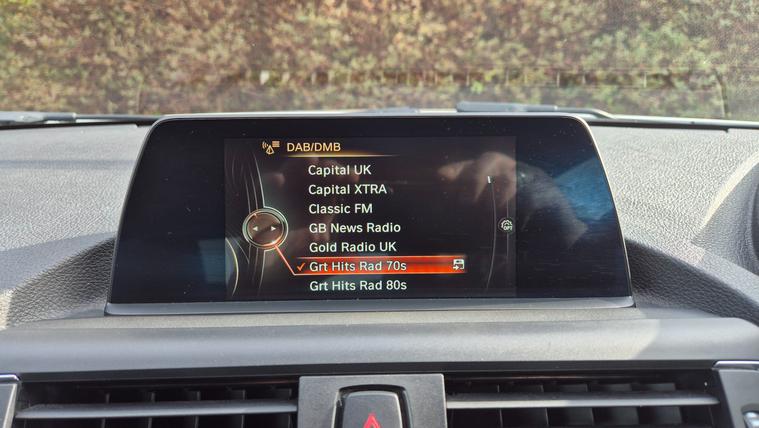 DAB/DMB
Capital UK
Capital XTRA
Classic FM
GB News Radio
Gold Radio UK
Grt Hits Rad 70s
Grt Hits Rad 80s
OPT